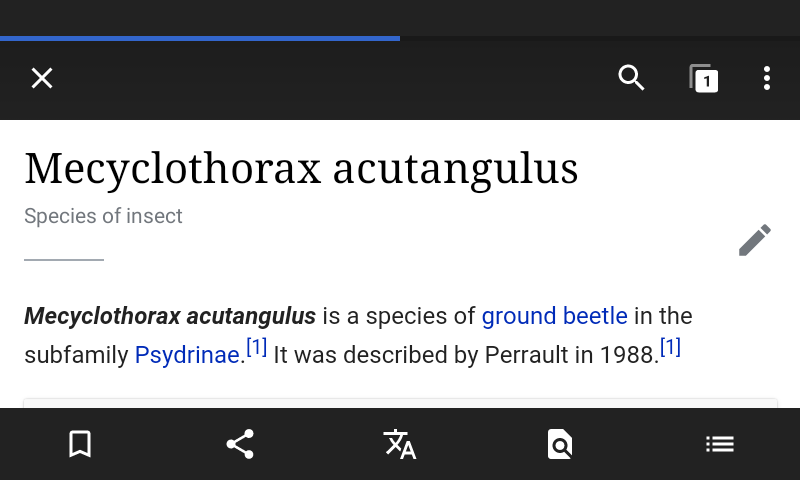 1
Mecyclothorax acutangulus
Species of insect
Mecyclothorax acutangulus is a species of ground beetle in the
subfamily Psydrinae.[1] It was described by Perrault in 1988.[1]